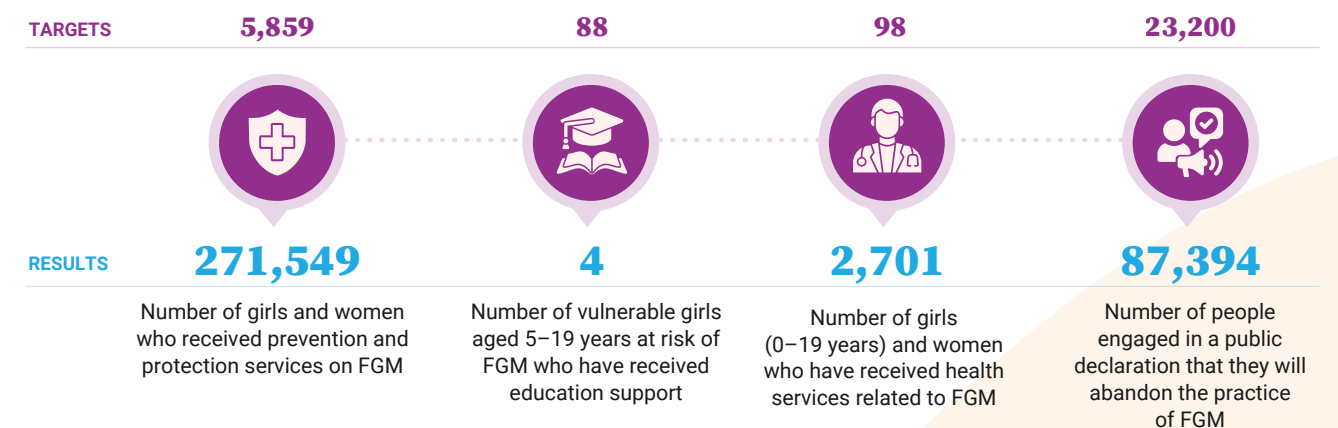 TARGETS 5,859 88 98 23,200
RESULTS 271,549 4 2,701 87,394
Number of girls and women
who received prevention and
protection services on FGM
Number of vulnerable girls
aged 5–19 years at risk of
FGM who have received
education support
Number of girls
(0–19 years) and women
who have received health
services related to FGM
Number of people
engaged in a public
declaration that they will
abandon the practice
of FGM